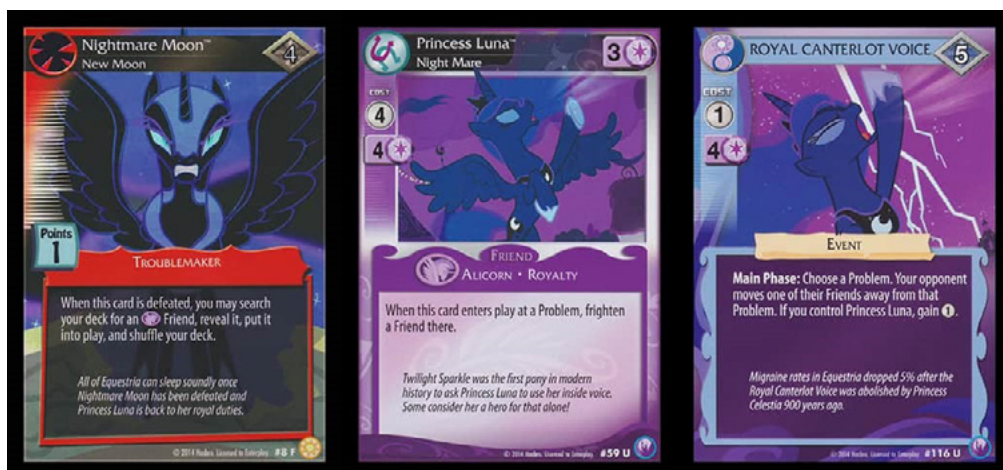 Nightmare Moon™
New Moon
4
Points
1
TROUBLEMAKER
When this card is defeated, you may search
your deck for an Friend, reveal it, put it
into play, and shuffle your deck.
All of Equestria can sleep soundly once
Nightmare Moon has been defeated and
Princess Luna is back to her royal duties.
© 2014 Hasbro. Licensed to Enterplay. #8 F
Princess Luna™
Night Mare
3
COST
4
4
FRIEND
ALICORN • ROYALTY
When this card enters play at a Problem, frighten
a Friend there.
Twilight Sparkle was the first pony in modern
history to ask Princess Luna to use her inside voice.
Some consider her a hero for that alone!
© 2014 Hasbro. Licensed to Enterplay. #59 U
ROYAL CANTERLOT VOICE
5
COST
1
4
EVENT
Main Phase: Choose a Problem. Your opponent
moves one of their Friends away from that
Problem. If you control Princess Luna, gain 1.
Migraine rates in Equestria dropped 5% after the
Royal Canterlot Voice was abolished by Princess
Celestia 900 years ago.
© 2014 Hasbro. Licensed to Enterplay. #116 U